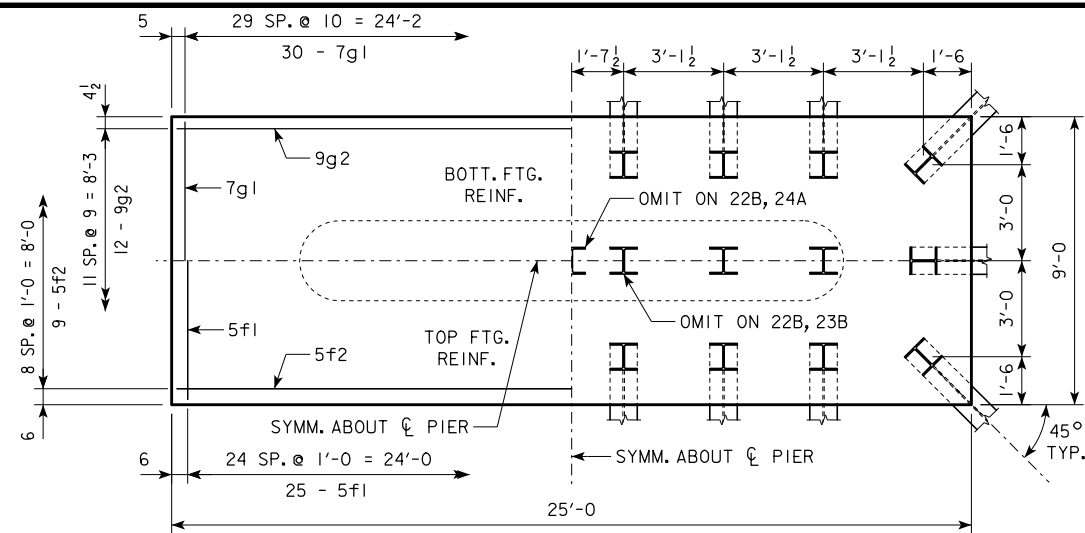 5
29 SP. @ 10 = 24'-2
30 - 7g1
1'-7½
3'-1½
3'-1½
3'-1½
1'-6
4½
11 SP. @ 9 = 8'-3
12 - 9g2
8 SP. @ 1'-0 = 8'-0
9 - 5f2
6
9g2
7g1
BOTT. FTG.
REINF.
OMIT ON 22B, 24A
1'-6
3'-0
9'-0
3'-0
1'-6
5f1
5f2
TOP FTG.
REINF.
OMIT ON 22B, 23B
SYMM. ABOUT ℄ PIER
SYMM. ABOUT ℄ PIER
45°
TYP.
6
24 SP. @ 1'-0 = 24'-0
25 - 5f1
25'-0